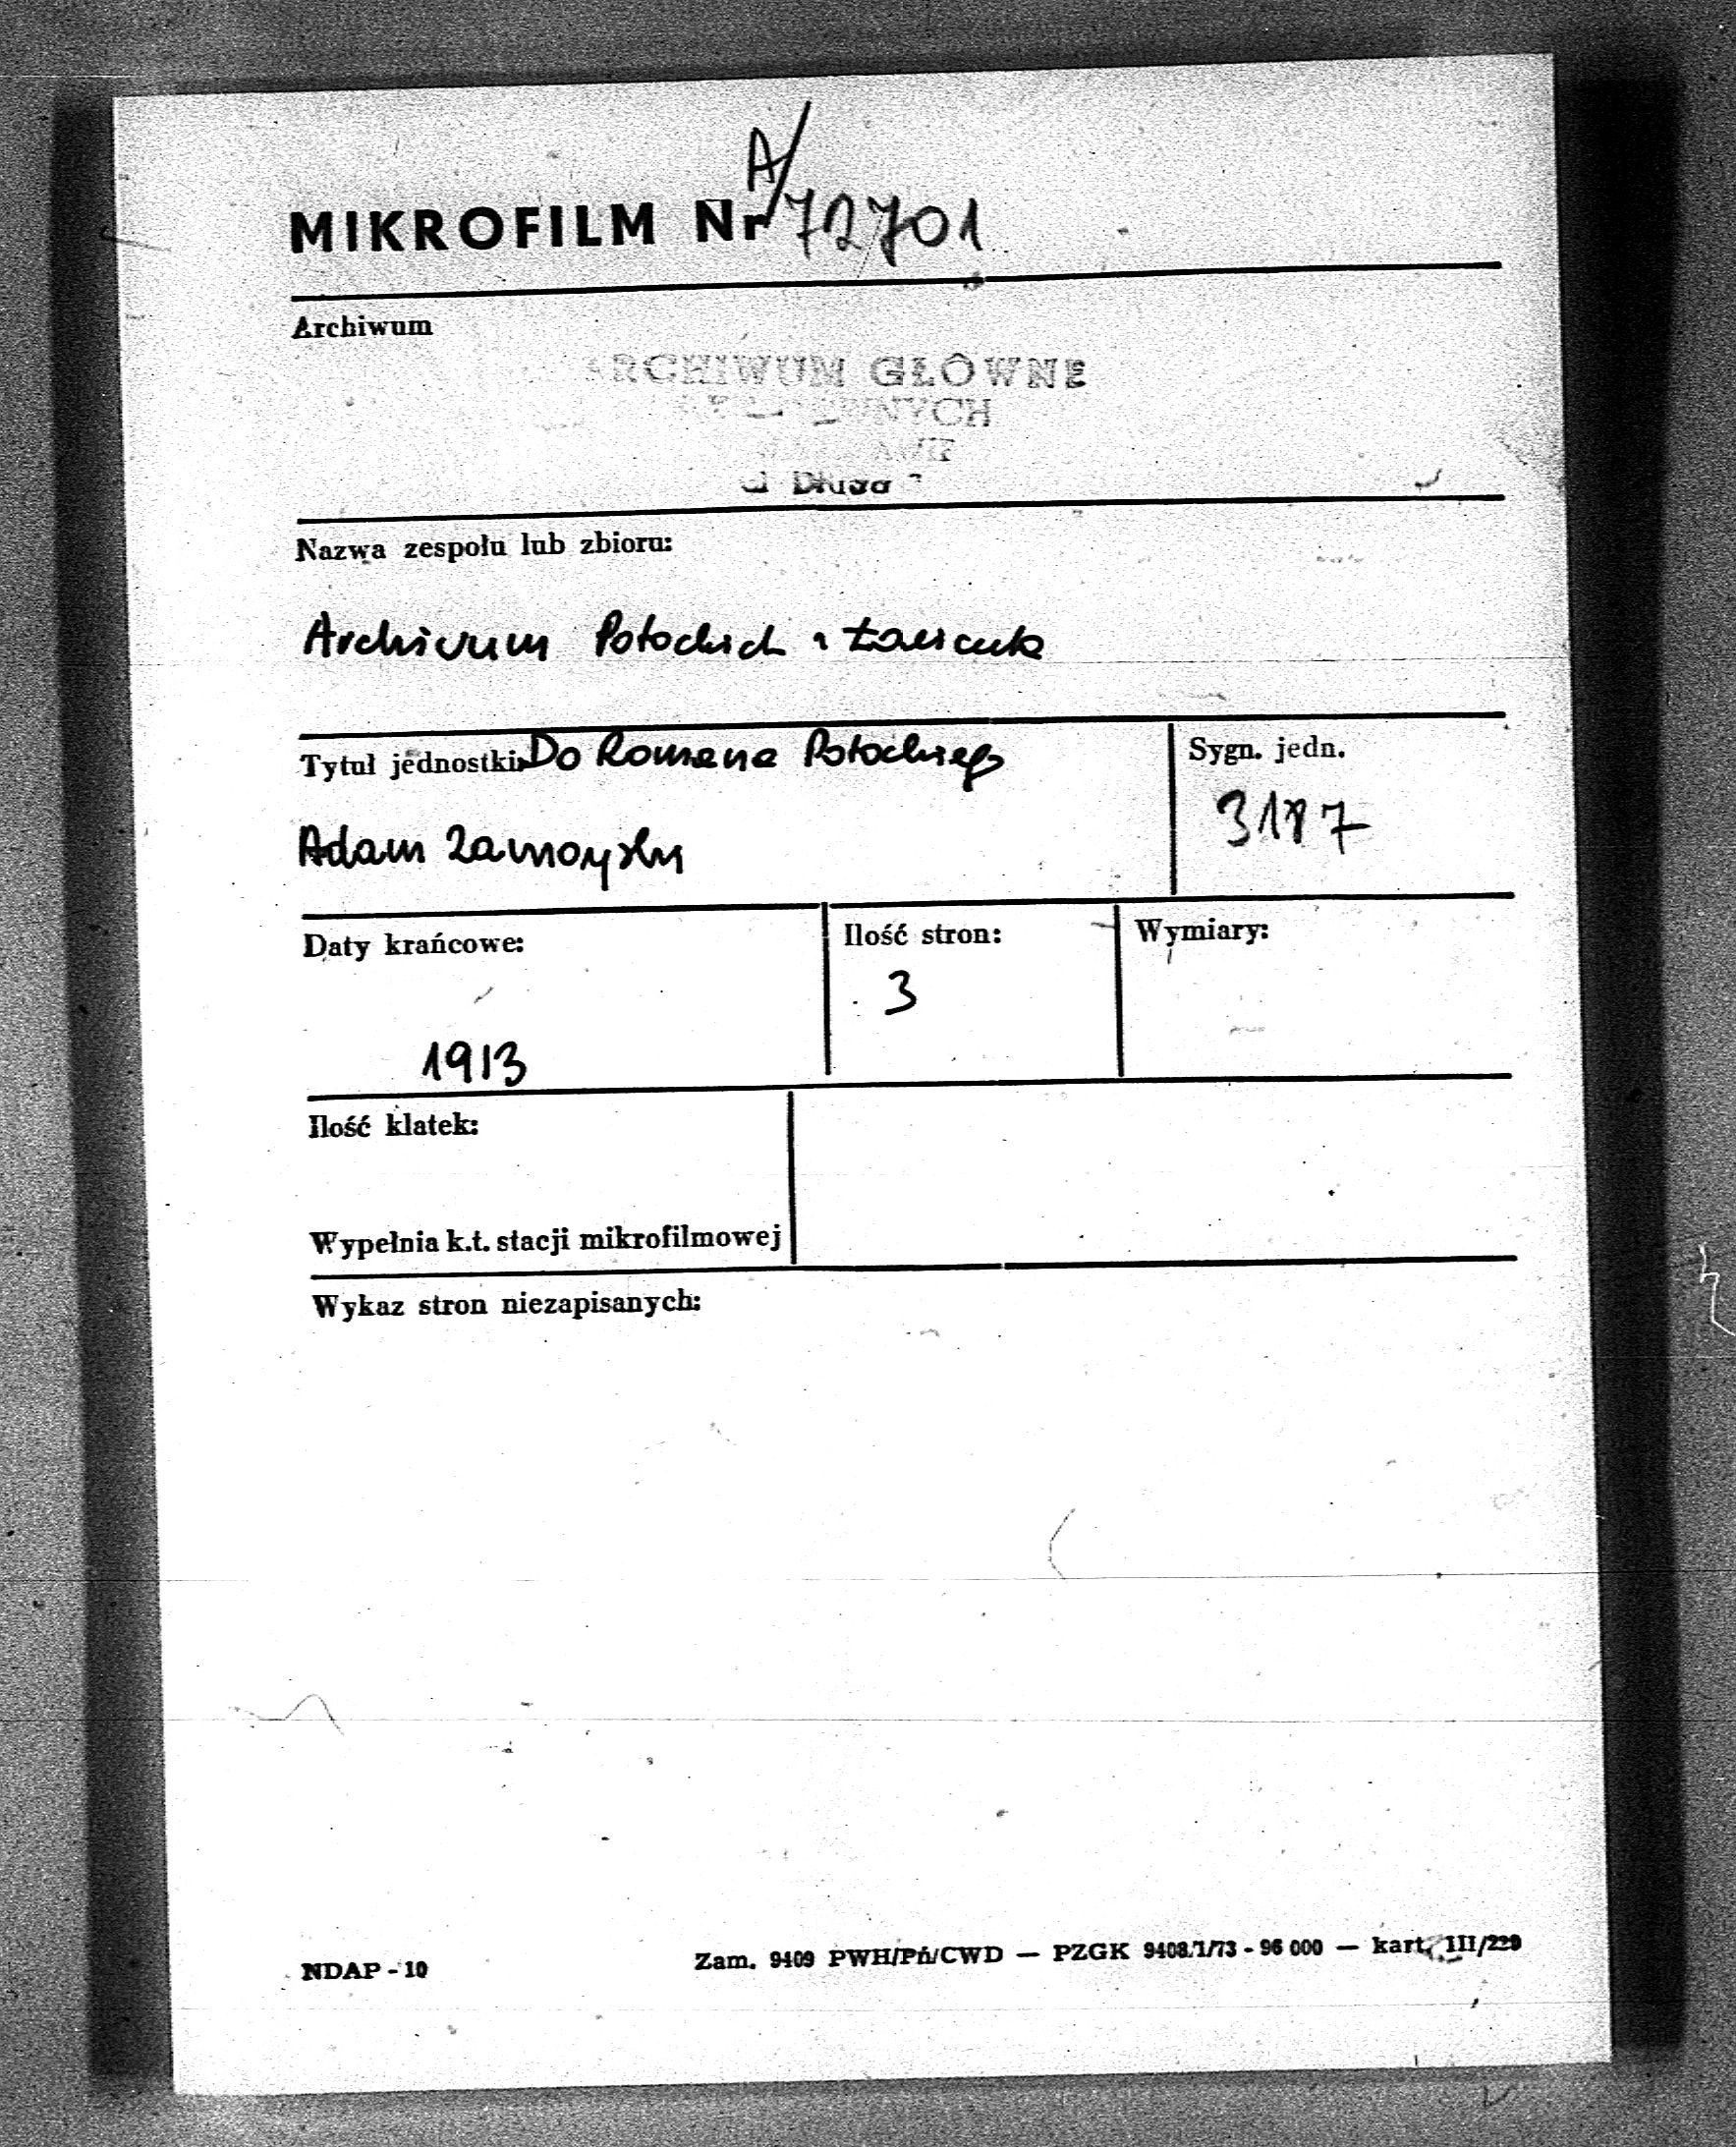 A/
MIKROFILM Nr 72701
Archiwum
ARCHIWUM GŁÓWNE
Długa
Nazwa zespołu lub zbioru:
Archiwum Potockich z Łańcuta
Tytuł jednostki: Do Romana Potockiego
Adam Zamoyski
Sygn. jedn.
3187
Daty krańcowe:
1913
Ilość stron:
3
Wymiary:
Ilość klatek:
Wypełnia k.t. stacji mikrofilmowej
Wykaz stron niezapisanych:
NDAP - 10
Zam. 9409 PWH/Pń/CWD — PZGK 9408/1/73 - 96 000 — kart. III/220